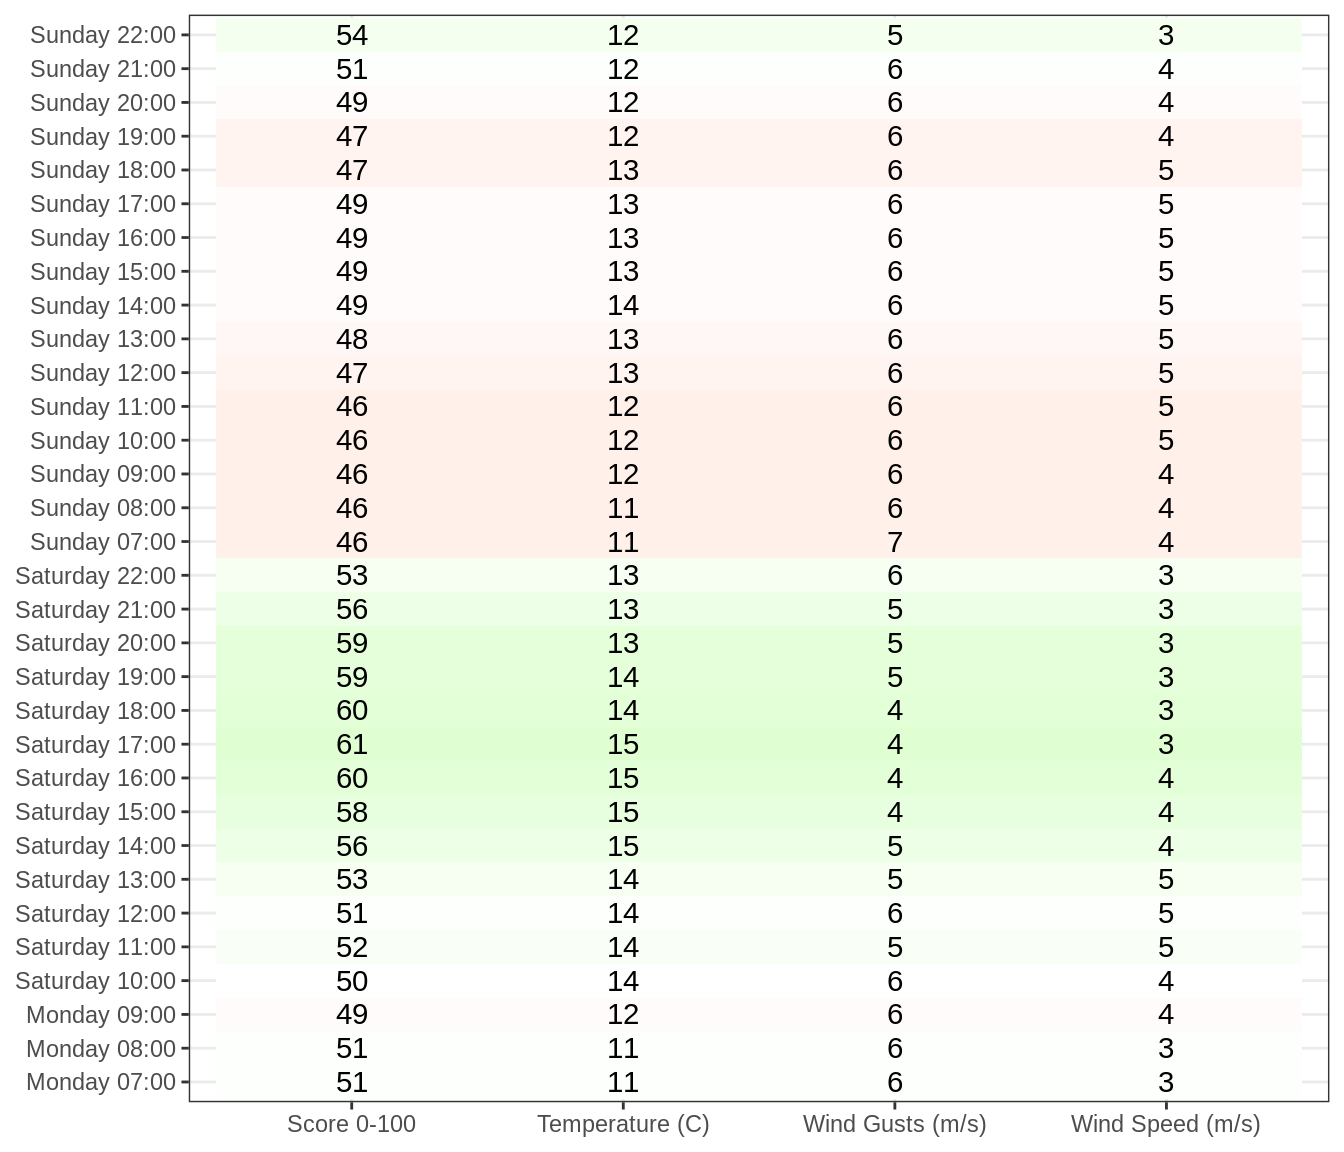 Sunday 22:00 54 12 5 3
Sunday 21:00 51 12 6 4
Sunday 20:00 49 12 6 4
Sunday 19:00 47 12 6 4
Sunday 18:00 47 13 6 5
Sunday 17:00 49 13 6 5
Sunday 16:00 49 13 6 5
Sunday 15:00 49 13 6 5
Sunday 14:00 49 14 6 5
Sunday 13:00 48 13 6 5
Sunday 12:00 47 13 6 5
Sunday 11:00 46 12 6 5
Sunday 10:00 46 12 6 5
Sunday 09:00 46 12 6 4
Sunday 08:00 46 11 6 4
Sunday 07:00 46 11 7 4
Saturday 22:00 53 13 6 3
Saturday 21:00 56 13 5 3
Saturday 20:00 59 13 5 3
Saturday 19:00 59 14 5 3
Saturday 18:00 60 14 4 3
Saturday 17:00 61 15 4 3
Saturday 16:00 60 15 4 4
Saturday 15:00 58 15 4 4
Saturday 14:00 56 15 5 4
Saturday 13:00 53 14 5 5
Saturday 12:00 51 14 6 5
Saturday 11:00 52 14 5 5
Saturday 10:00 50 14 6 4
Monday 09:00 49 12 6 4
Monday 08:00 51 11 6 3
Monday 07:00 51 11 6 3
Score 0-100 Temperature (C) Wind Gusts (m/s) Wind Speed (m/s)